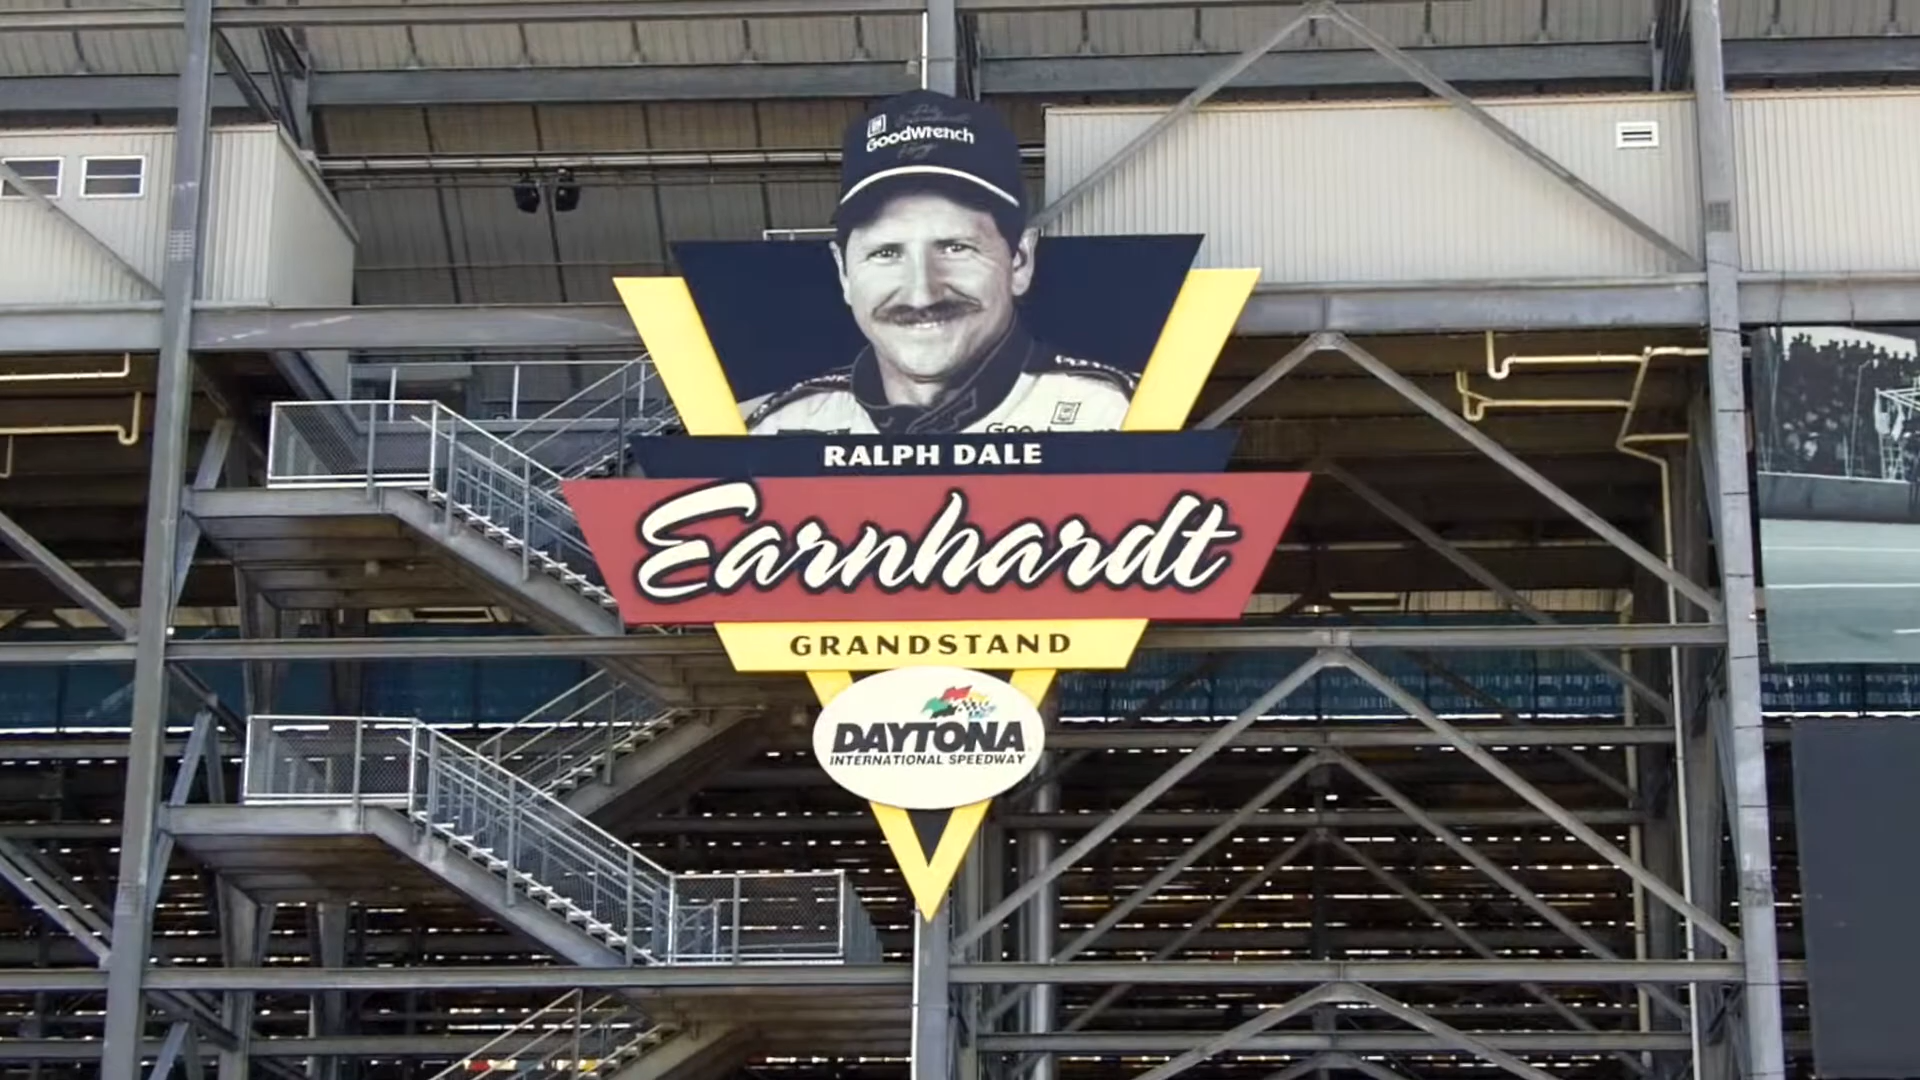 Goodwrench
RALPH DALE
Earnhardt
GRANDSTAND
DAYTONA
INTERNATIONAL SPEEDWAY